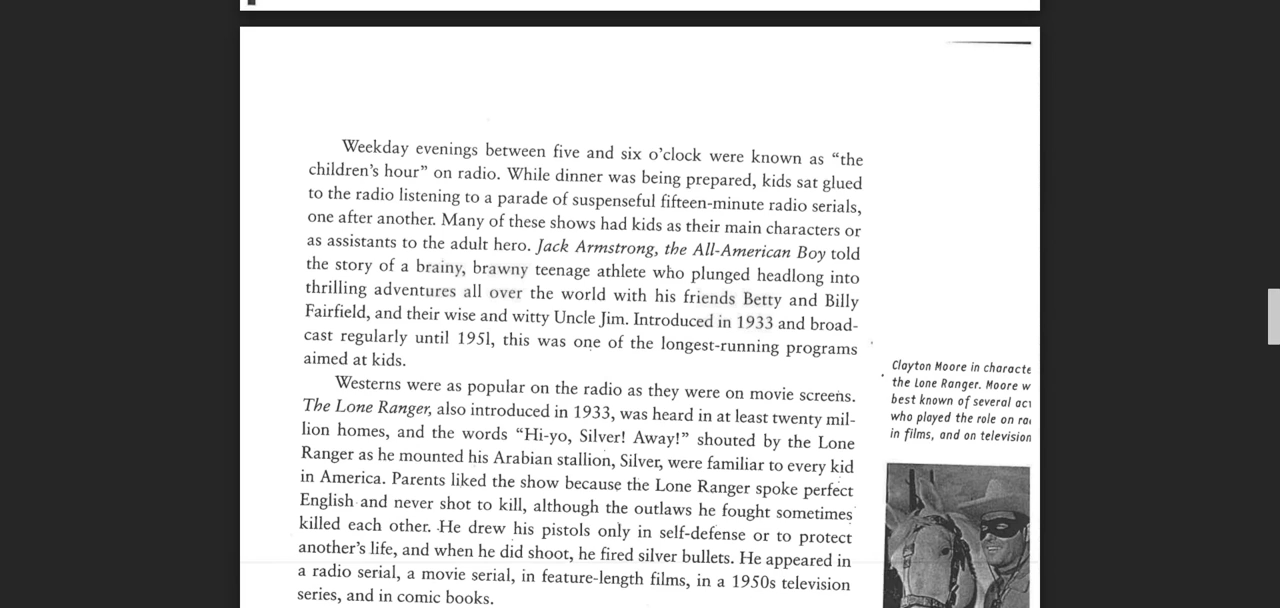 Weekday evenings between five and six o'clock were known as “the
children's hour” on radio. While dinner was being prepared, kids sat glued
to the radio listening to a parade of suspenseful fifteen-minute radio serials,
one after another. Many of these shows had kids as their main characters or
as assistants to the adult hero. Jack Armstrong, the All-American Boy told
the story of a brainy, brawny teenage athlete who plunged headlong into
thrilling adventures all over the world with his friends Betty and Billy
Fairfield, and their wise and witty Uncle Jim. Introduced in 1933 and broad-
cast regularly until 1951, this was one of the longest-running programs
aimed at kids.
Westerns were as popular on the radio as they were on movie screens.
The Lone Ranger, also introduced in 1933, was heard in at least twenty mil-
lion homes, and the words “Hi-yo, Silver! Away!” shouted by the Lone
Ranger as he mounted his Arabian stallion, Silver, were familiar to every kid
in America. Parents liked the show because the Lone Ranger spoke perfect
English and never shot to kill, although the outlaws he fought sometimes
killed each other. He drew his pistols only in self-defense or to protect
another's life, and when he did shoot, he fired silver bullets. He appeared in
a radio serial, a movie serial, in feature-length films, in a 1950s television
series, and in comic books.
Clayton Moore in characte
the Lone Ranger. Moore w
best known of several
who played the role on
in films, and on television